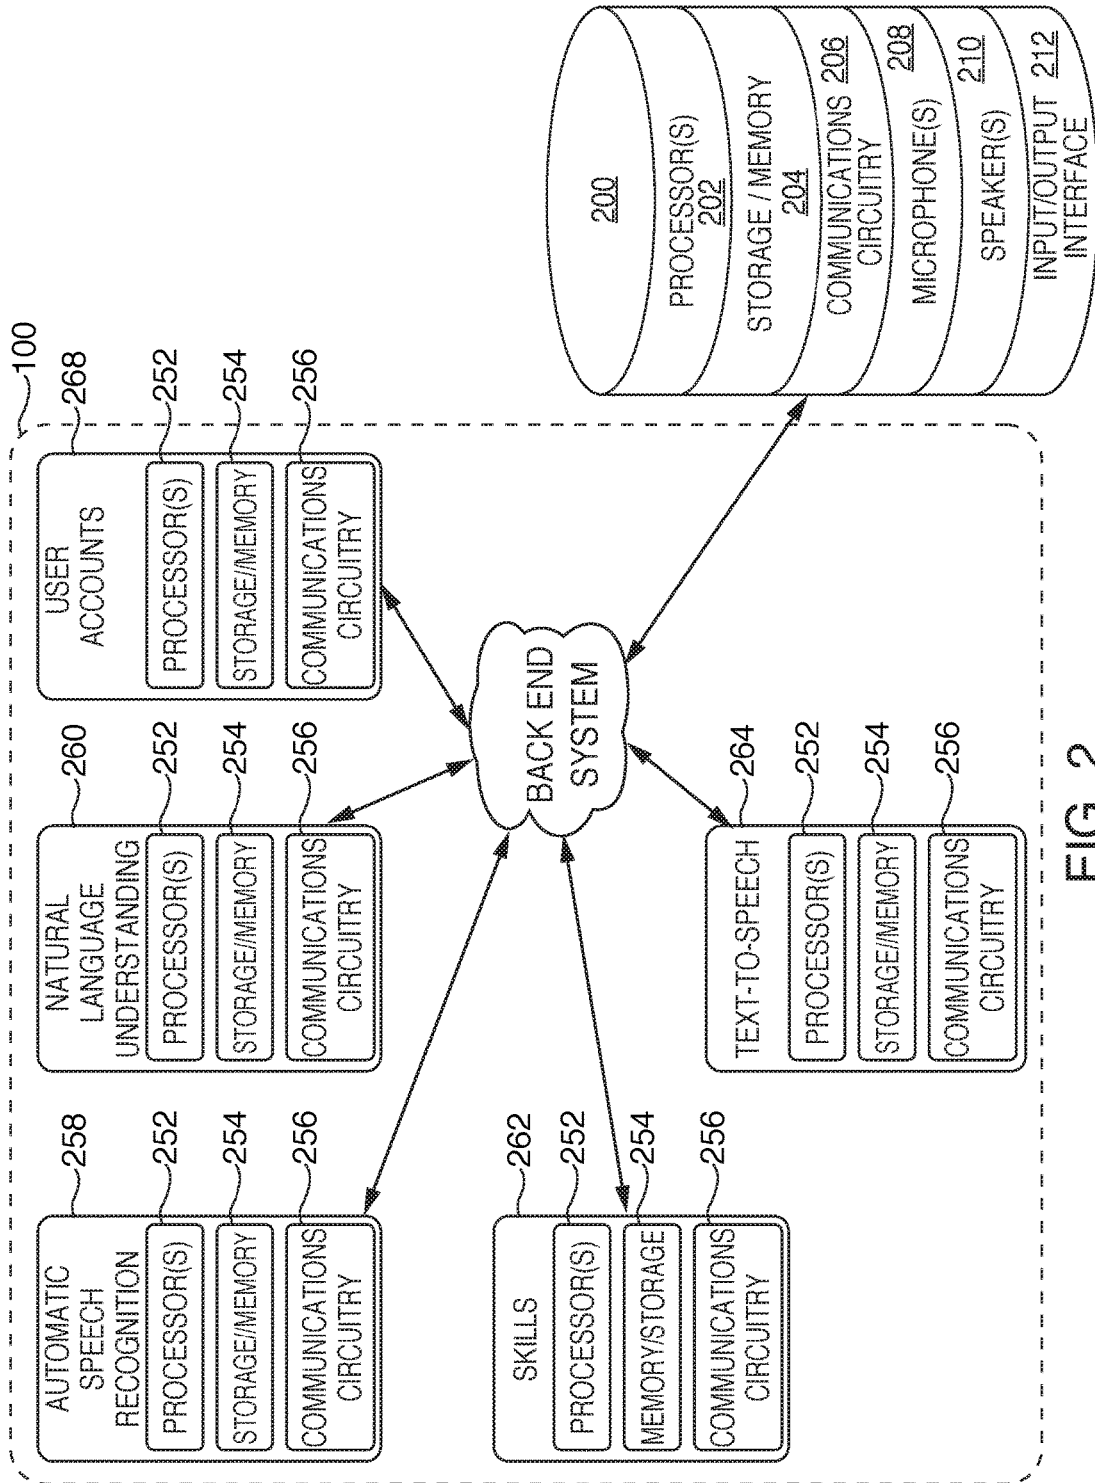 100
AUTOMATIC
SPEECH
RECOGNITION
258
PROCESSOR(S)
252
STORAGE//MEMORY
254
COMMUNICATIONS
CIRCUITRY
256
NATURAL
LANGUAGE
UNDERSTANDING
260
PROCESSOR(S)
252
STORAGE//MEMORY
254
COMMUNICATIONS
CIRCUITRY
256
USER
ACCOUNTS
268
PROCESSOR(S)
252
STORAGE//MEMORY
254
COMMUNICATIONS
CIRCUITRY
256
BACK END
SYSTEM
SKILLS
262
PROCESSOR(S)
252
MEMORY/STORAGE
254
COMMUNICATIONS
CIRCUITRY
256
TEXT-TO-SPEECH
264
PROCESSOR(S)
252
STORAGE//MEMORY
254
COMMUNICATIONS
CIRCUITRY
256
200
PROCESSOR(S)
202
STORAGE / MEMORY
204
COMMUNICATIONS 206
CIRCUITRY
MICROPHONE(S) 208
SPEAKER(S) 210
INPUT/OUTPUT 212
INTERFACE
FIG 2